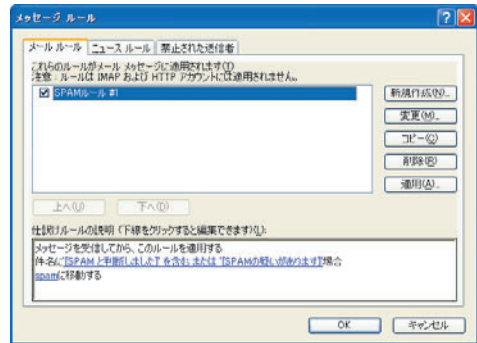 メッセージ ルール
メール ルール ニュース ルール 禁止された送信者
これらのルールがメール メッセージに適用されます(I)
注意 : ルールは IMAP および HTTP アカウントには適用されません。
SPAMルール #1
新規作成(N)...
変更(M)...
コピー(C)
削除(R)
適用(A)...
上へ(U) 下へ(D)
仕訳けルールの説明 (下線をクリックすると編集できます)(L):
メッセージを受信してから、このルールを適用する
件名に '[SPAM と判断しました]' を含む または '[SPAMの疑いがあります]'場合
spamに移動する
OK キャンセル